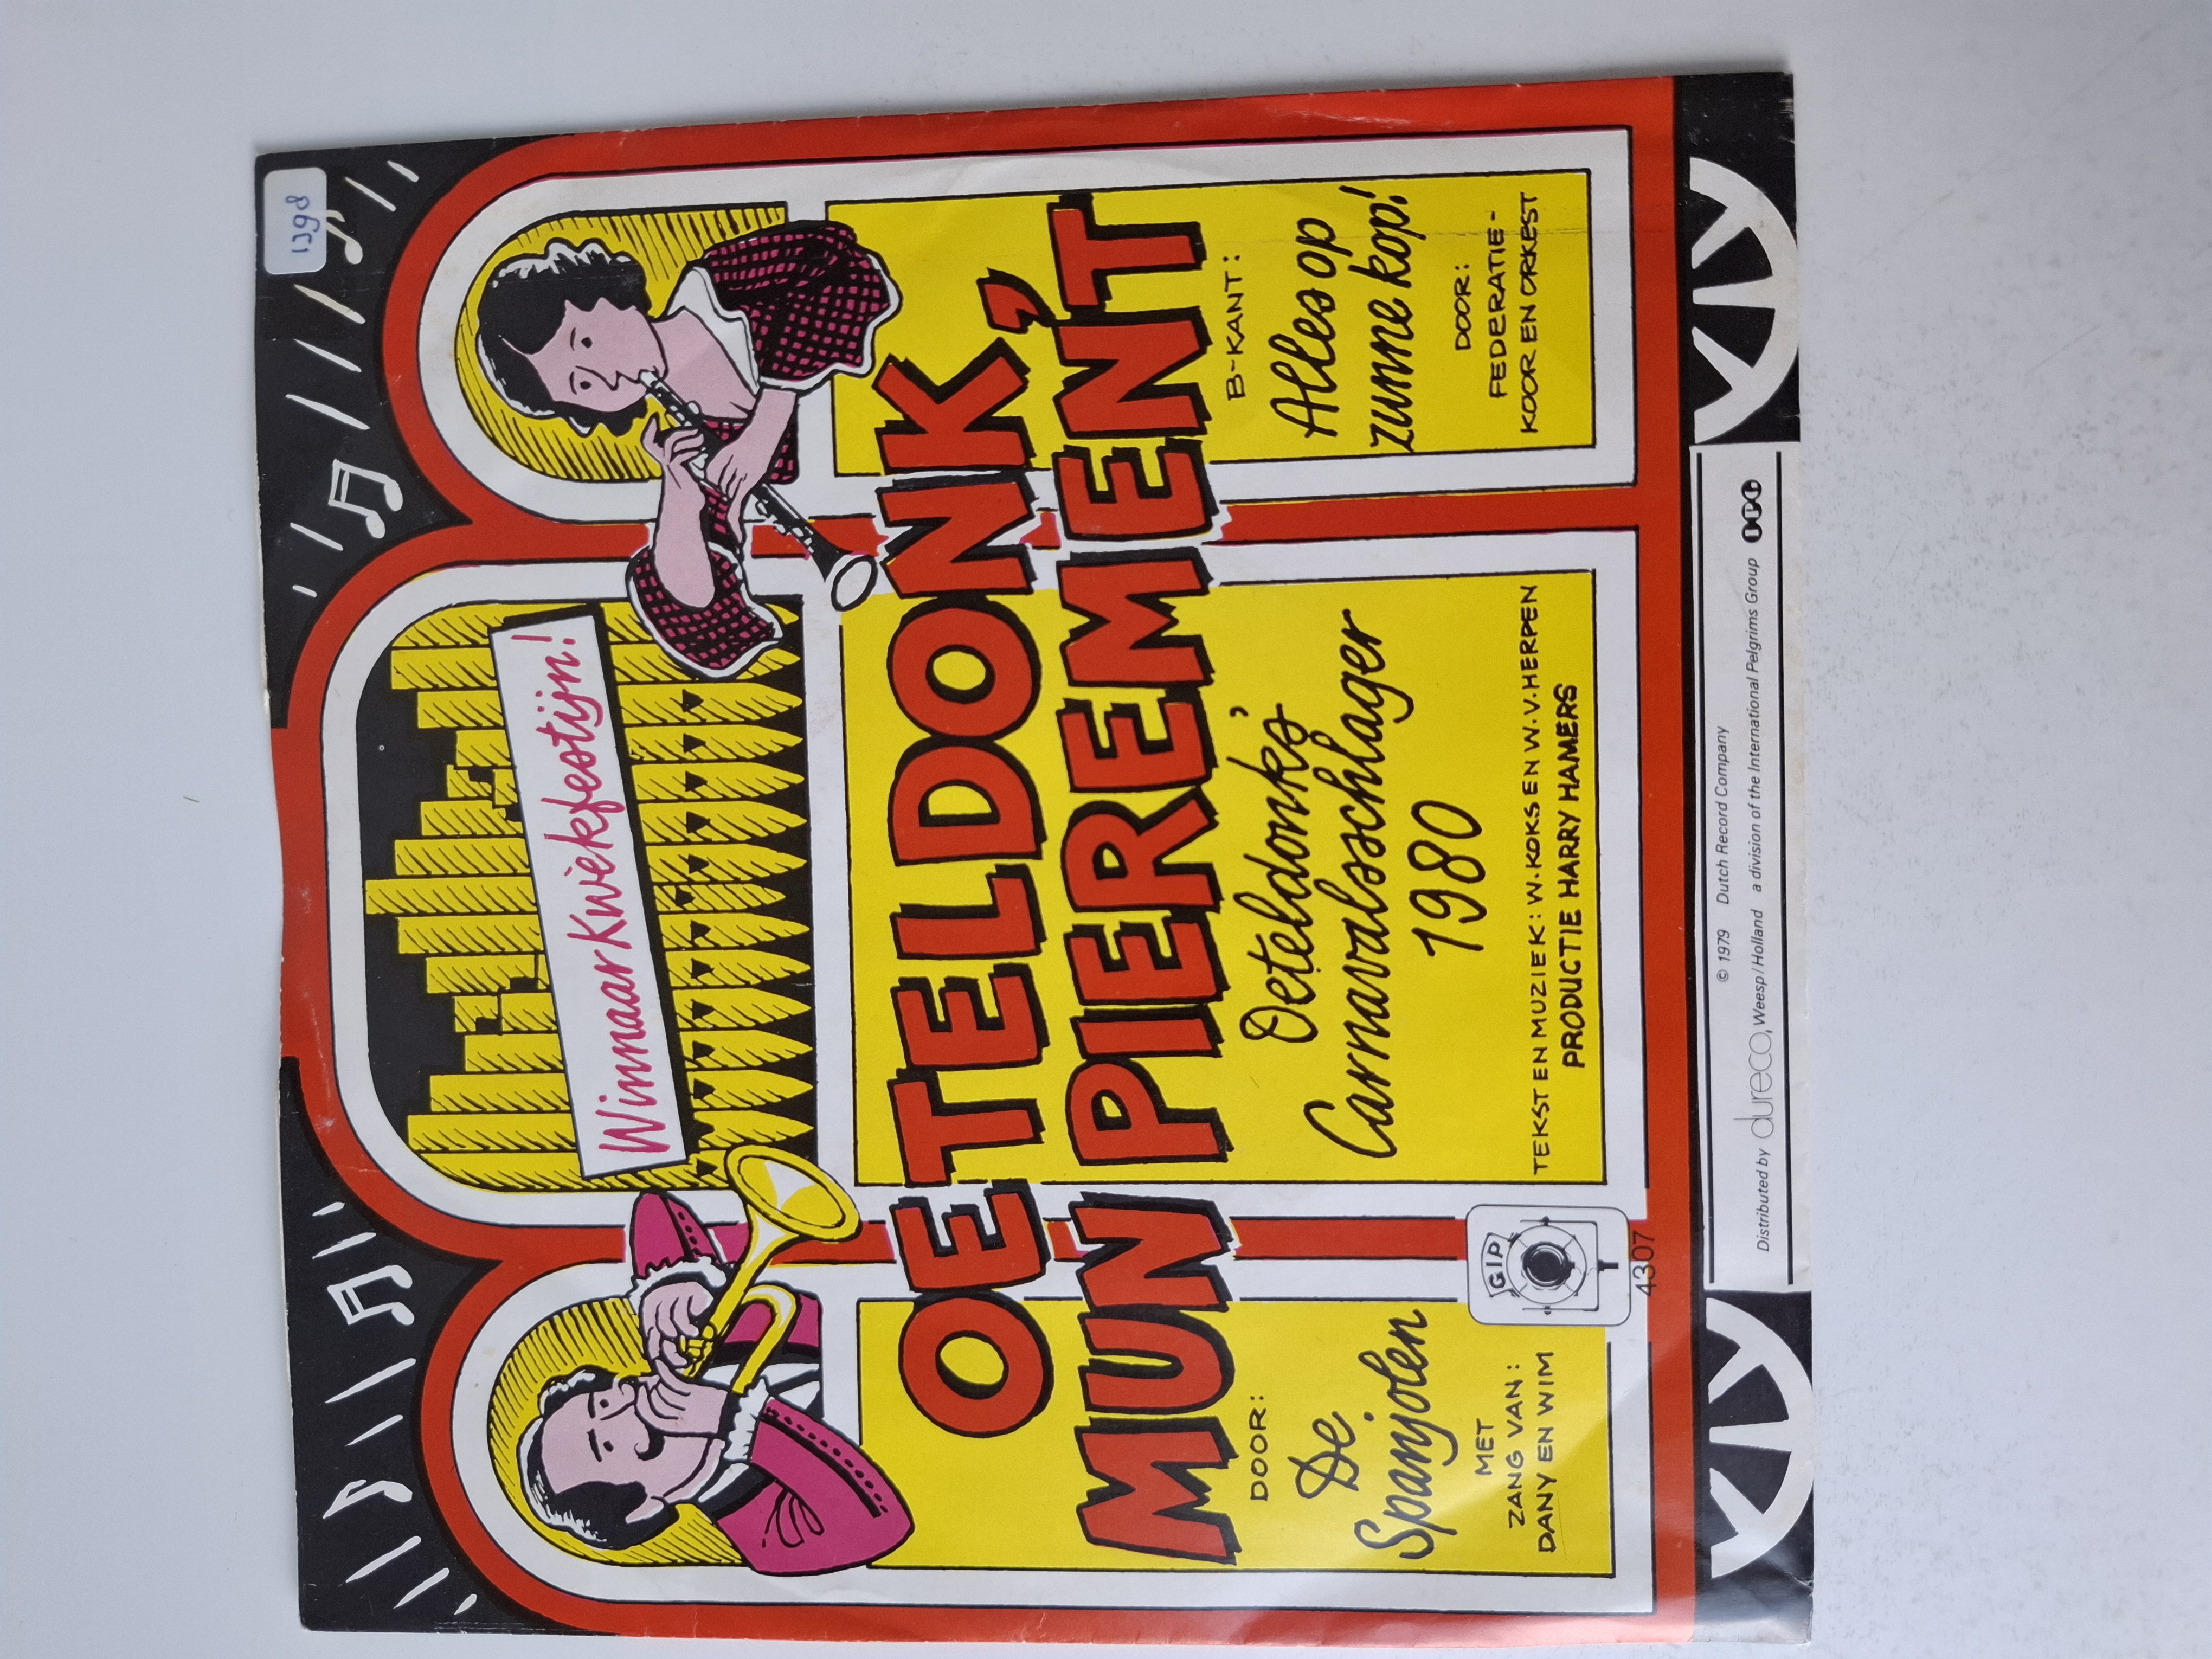 1398
Winnaar Kwèkfestijn!
OETELDONK,
MUN PIEREMENT
DOOR:
De
Spanjolen
MET
ZANG VAN:
DANY EN WIM
Oeteldonks'
Carnavalsschlager
1980
TEKST EN MUZIEK: W. KOKS EN W. V. HERPEN
PRODUCTIE HARRY HAMERS
B-KANT:
Alles op
zunne kop!
DOOR:
FEDERATIE-
KOOR EN ORKEST
GIP
4307
© 1979 Dutch Record Company
Distributed by dureco, Weesp/Holland a division of the International Pelgrims Group IPG